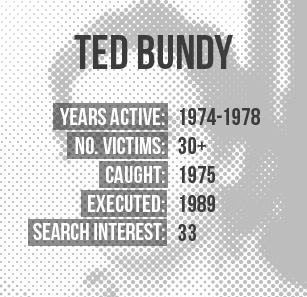 TED BUNDY
YEARS ACTIVE: 1974-1978
NO. VICTIMS: 30+
CAUGHT: 1975
EXECUTED: 1989
SEARCH INTEREST: 33